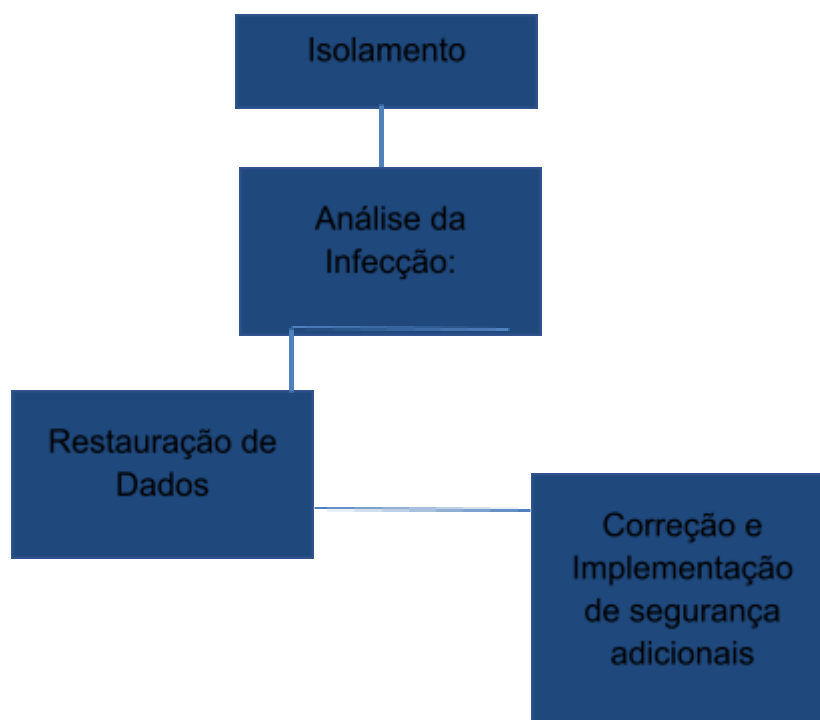 Isolamento
Análise da
Infecção:
Restauração de
Dados
Correção e
Implementação
de segurança
adicionais